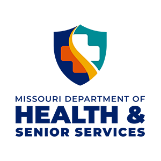 MISSOURI DEPARTMENT OF
HEALTH &
SENIOR SERVICES